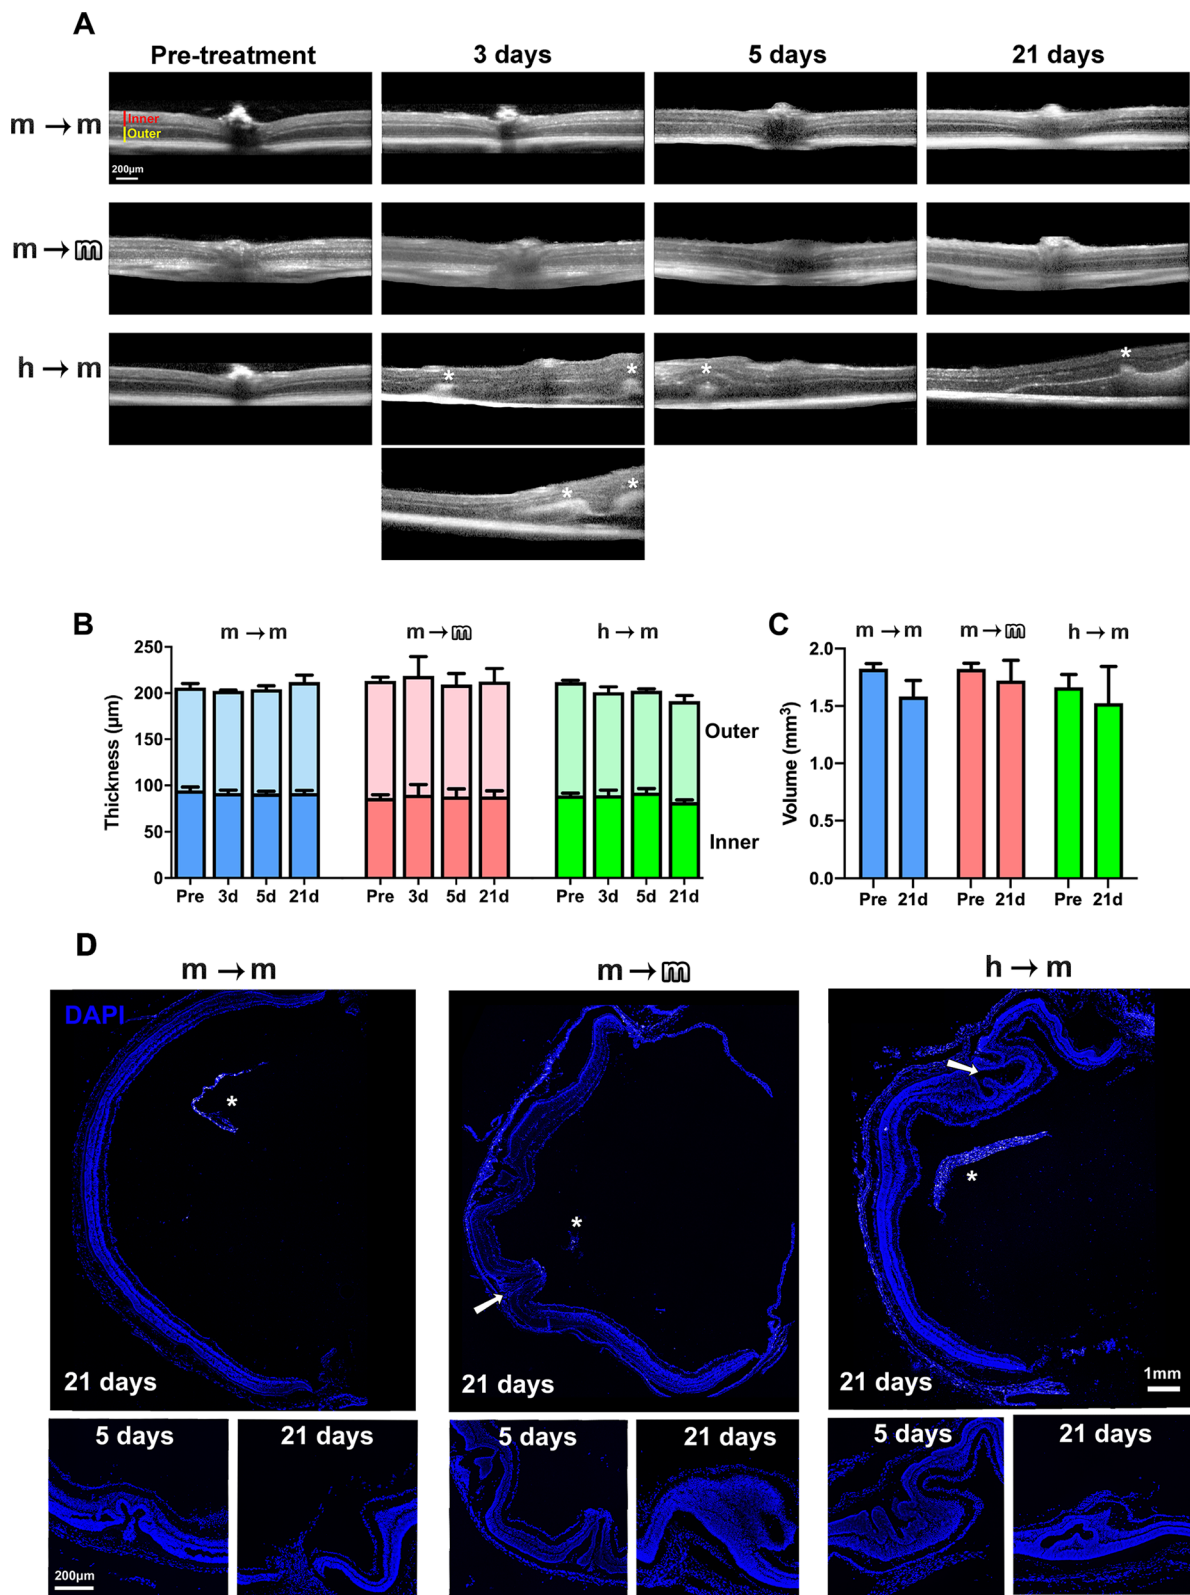 A
Pre-treatment 3 days 5 days 21 days
m → m
Inner
Outer
200µm
m → 𝕞
h → m
* * * *
* *
B
m → m m → 𝕞 h → m
Thickness (µm)
250
200
150
100
50
0
Outer
Inner
Pre 3d 5d 21d Pre 3d 5d 21d Pre 3d 5d 21d
C
m → m m → 𝕞 h → m
Volume (mm³)
2.0
1.5
1.0
0.5
0.0
Pre 21d Pre 21d Pre 21d
D
m → m m → 𝕞 h → m
DAPI
* * *
21 days 21 days 21 days
1mm
5 days 21 days 5 days 21 days 5 days 21 days
200µm